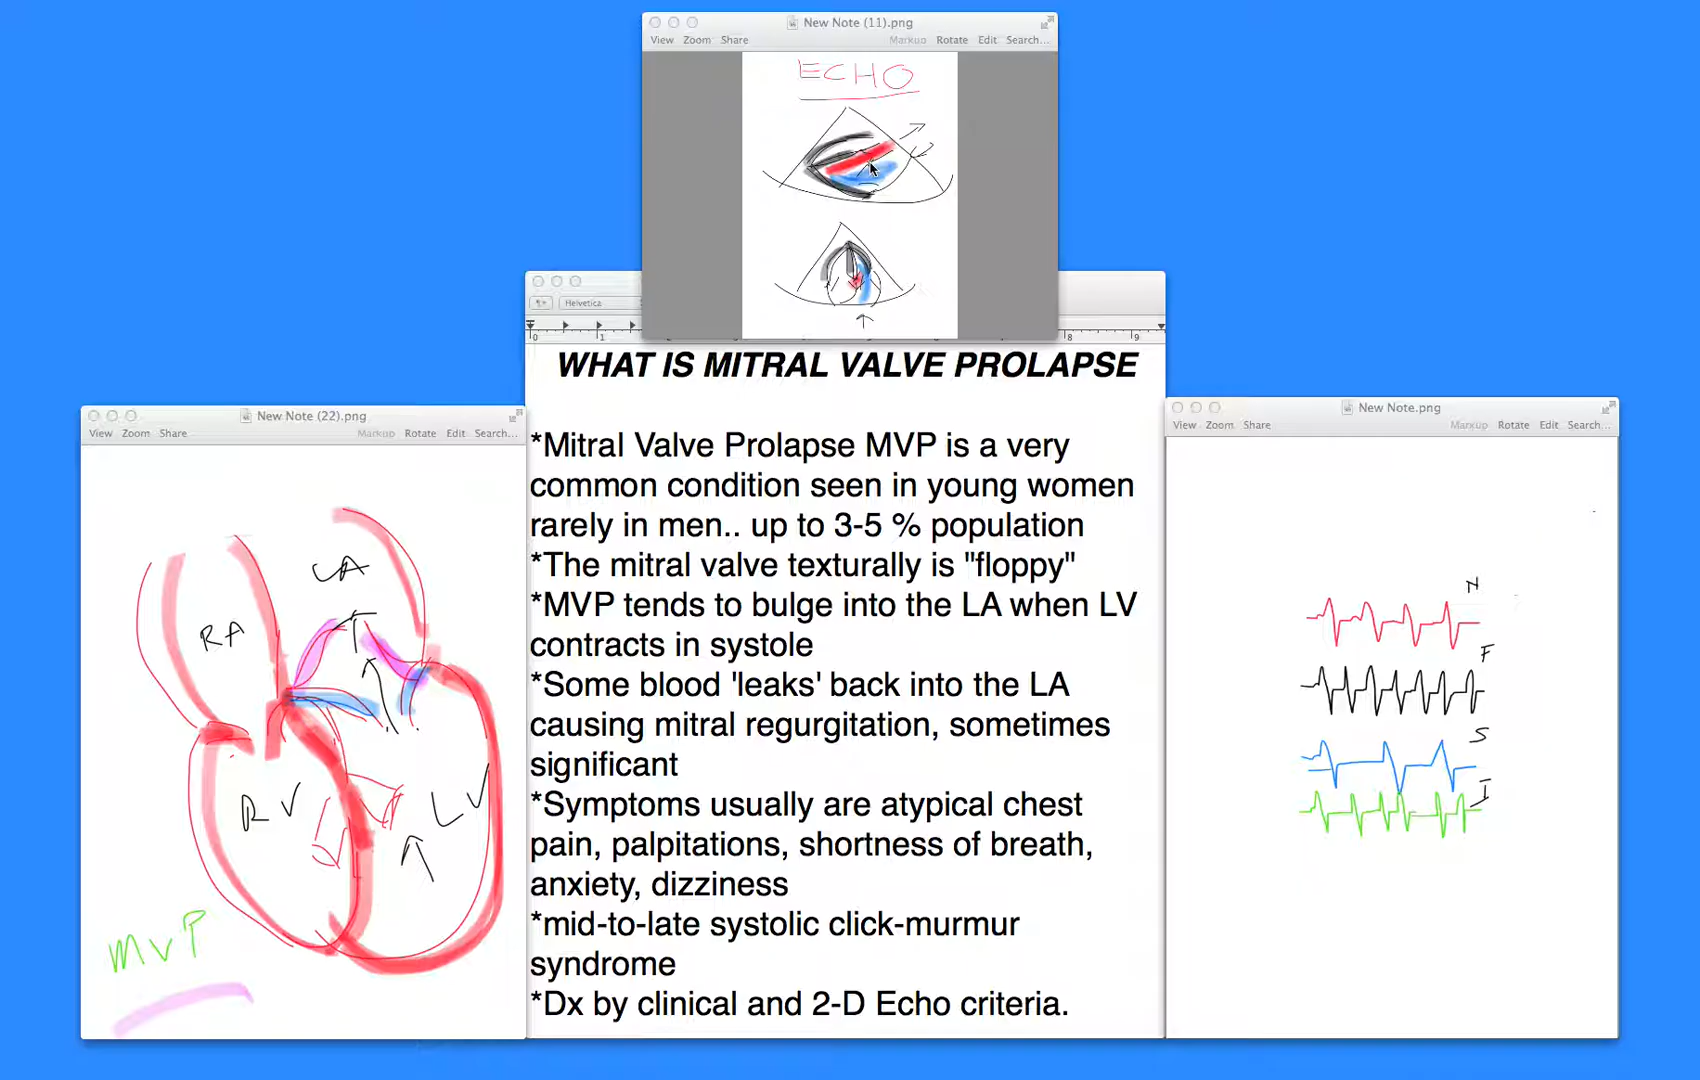 New Note (11).png
View Zoom Share Markup Rotate Edit Search...
ECHO
Helvetica
0 1 8 9
WHAT IS MITRAL VALVE PROLAPSE
*Mitral Valve Prolapse MVP is a very
common condition seen in young women
rarely in men.. up to 3-5 % population
*The mitral valve texturally is "floppy"
*MVP tends to bulge into the LA when LV
contracts in systole
*Some blood 'leaks' back into the LA
causing mitral regurgitation, sometimes
significant
*Symptoms usually are atypical chest
pain, palpitations, shortness of breath,
anxiety, dizziness
*mid-to-late systolic click-murmur
syndrome
*Dx by clinical and 2-D Echo criteria.
New Note (22).png
View Zoom Share Markup Rotate Edit Search...
LA
RA
RV
LV
MVP
New Note.png
View Zoom Share Markup Rotate Edit Search...
N
F
S
I